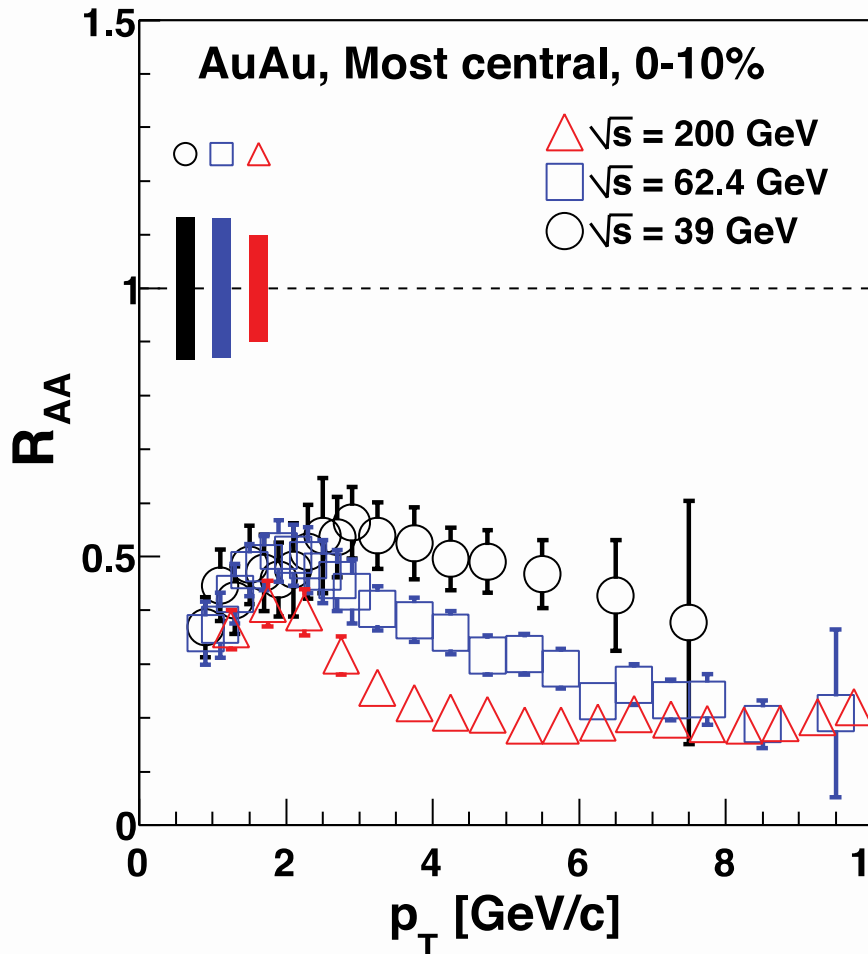 1.5
AuAu, Most central, 0-10%
√s = 200 GeV
√s = 62.4 GeV
√s = 39 GeV
1
R_AA
0.5
0
0 2 4 6 8 1
p_T [GeV/c]